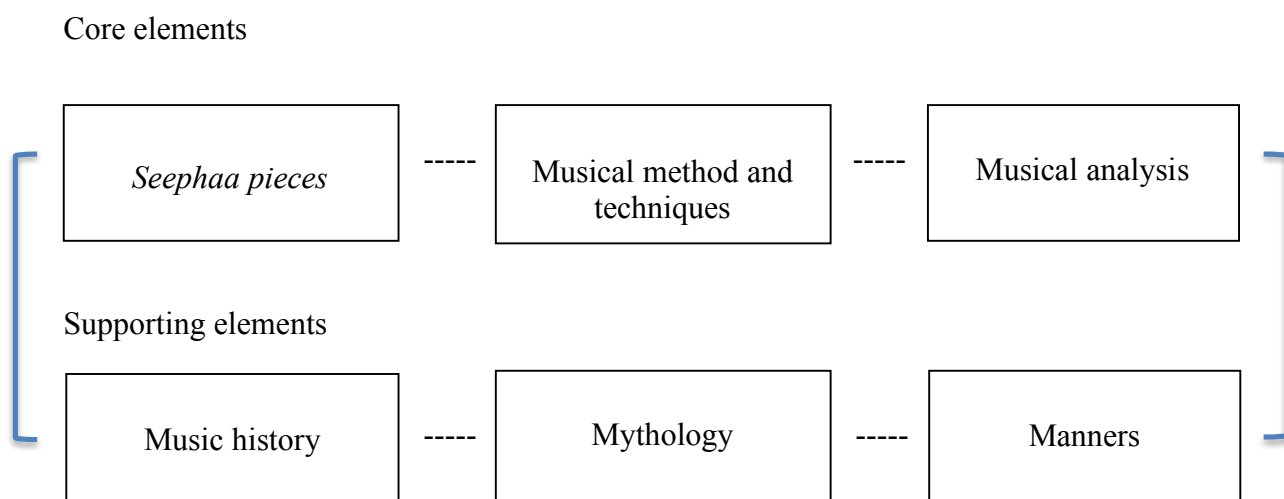 Core elements
Seephaa pieces
-----
Musical method and
techniques
-----
Musical analysis
Supporting elements
Music history
-----
Mythology
-----
Manners